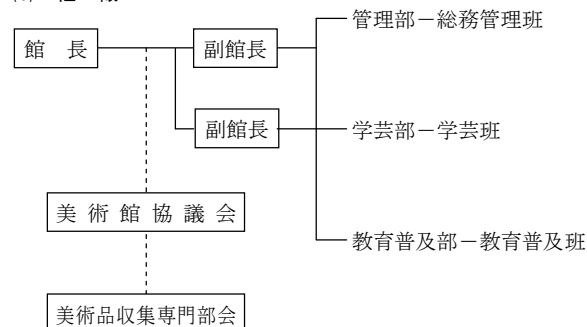 館長
副館長
管理部－総務管理班
副館長
学芸部－学芸班
美術館協議会
教育普及部－教育普及班
美術品収集専門部会